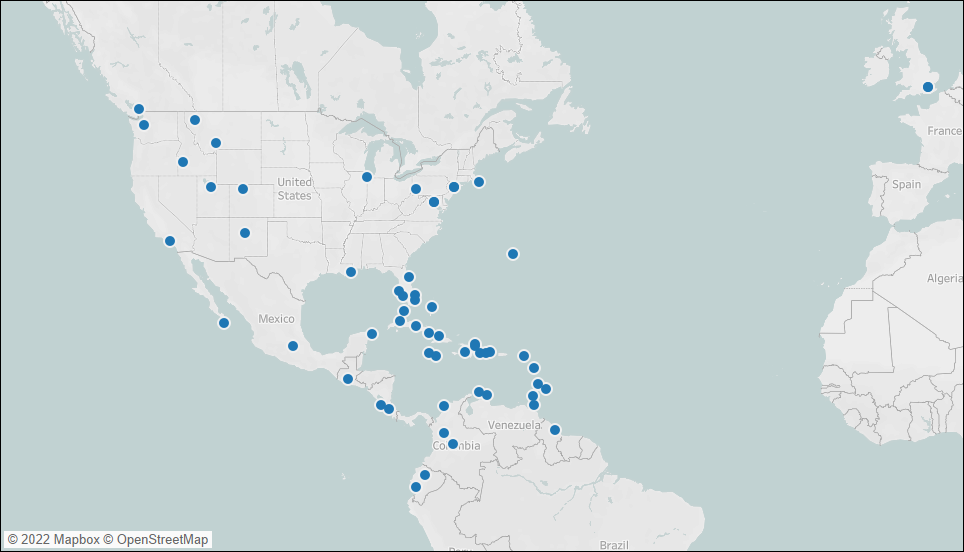 France
United
States
Spain
Algeria
Mexico
Venezuela
Colombia
Brazil
© 2022 Mapbox © OpenStreetMap